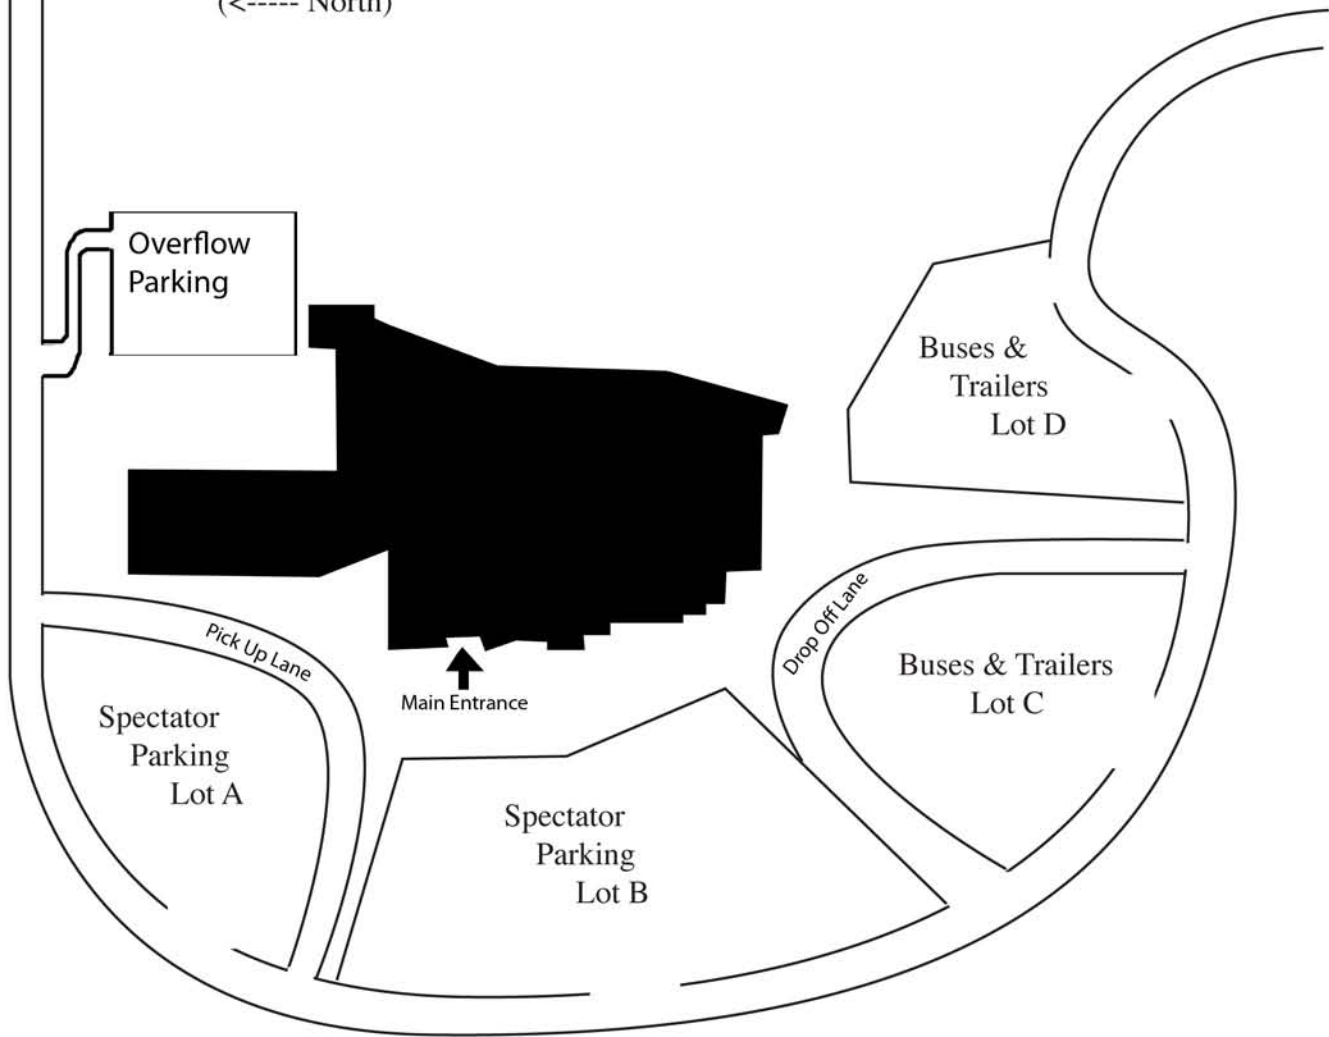 (<----- North)
Overflow
Parking
Buses &
Trailers
Lot D
Drop Off Lane
Pick Up Lane
Buses & Trailers
Lot C
Main Entrance
Spectator
Parking
Lot A
Spectator
Parking
Lot B